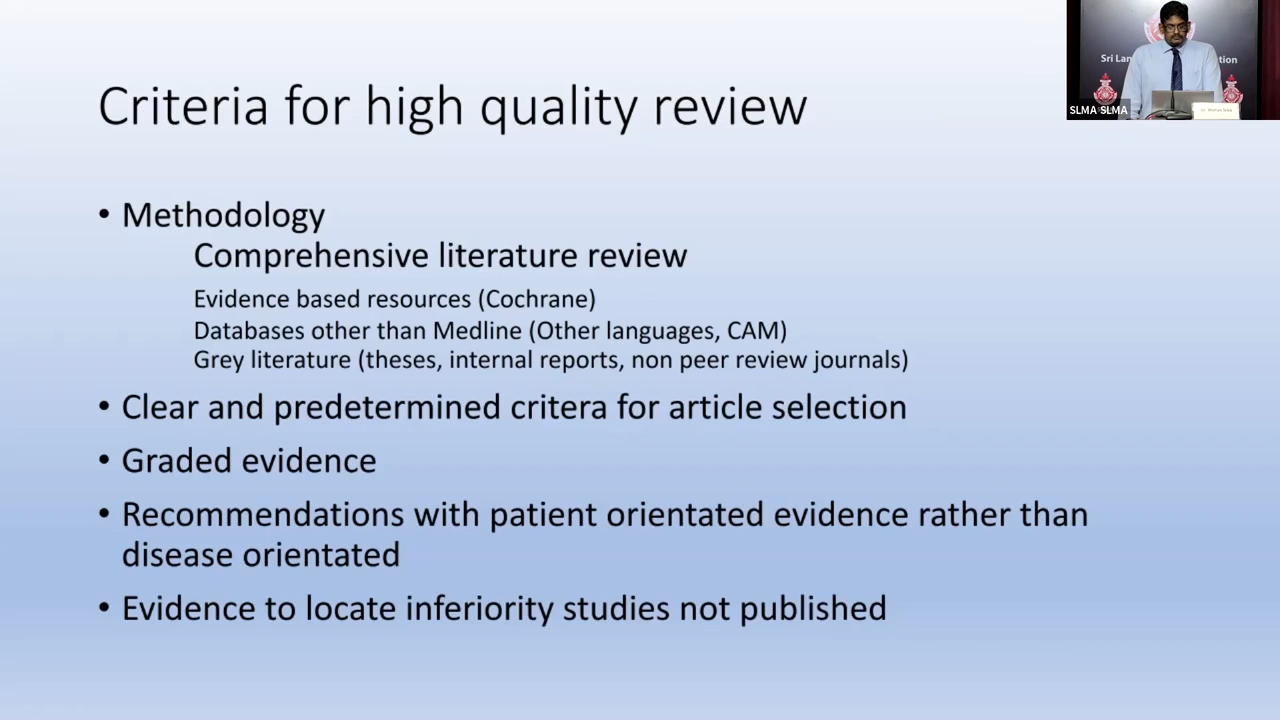 Criteria for high quality review
• Methodology
Comprehensive literature review
Evidence based resources (Cochrane)
Databases other than Medline (Other languages, CAM)
Grey literature (theses, internal reports, non peer review journals)
• Clear and predetermined critera for article selection
• Graded evidence
• Recommendations with patient orientated evidence rather than
disease orientated
• Evidence to locate inferiority studies not published
Sri Lan
tion
SLMA SLMA